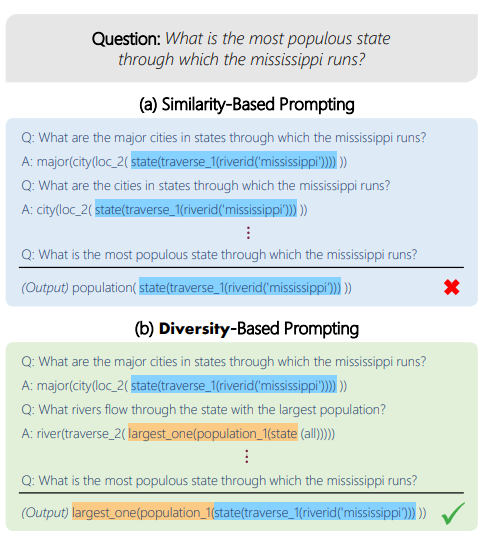 Question: What is the most populous state
through which the mississippi runs?
(a) Similarity-Based Prompting
Q: What are the major cities in states through which the mississippi runs?
A: major(city(loc_2( state(traverse_1(riverid('mississippi')))) ))
Q: What are the cities in states through which the mississippi runs?
A: city(loc_2( state(traverse_1(riverid('mississippi'))) ))
⋮
Q: What is the most populous state through which the mississippi runs?
(Output) population( state(traverse_1(riverid('mississippi'))) ))
(b) Diversity-Based Prompting
Q: What are the major cities in states through which the mississippi runs?
A: major(city(loc_2( state(traverse_1(riverid('mississippi')))) ))
Q: What rivers flow through the state with the largest population?
A: river(traverse_2( largest_one(population_1(state (all)))))
⋮
Q: What is the most populous state through which the mississippi runs?
(Output) largest_one(population_1(state(traverse_1(riverid('mississippi'))) ))